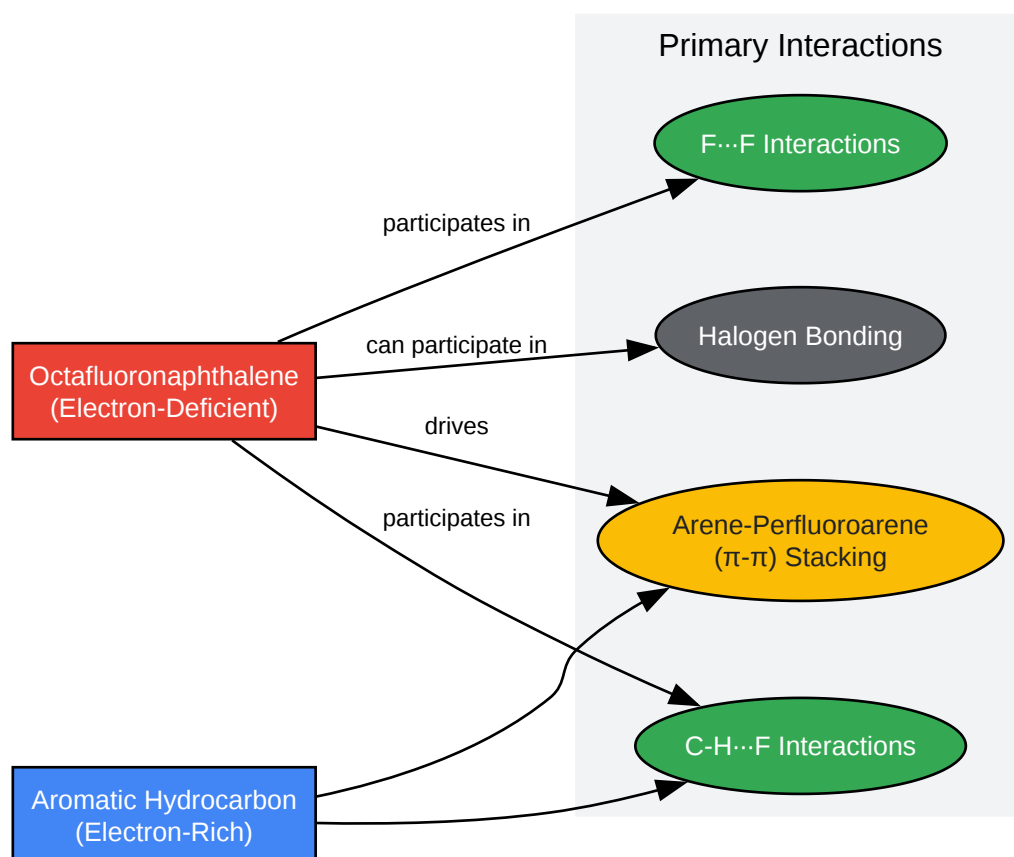 Primary Interactions
F···F Interactions
participates in
Halogen Bonding
can participate in
Octafluoronaphthalene
(Electron-Deficient)
drives
participates in
Arene-Perfluoroarene
(π-π) Stacking
C-H···F Interactions
Aromatic Hydrocarbon
(Electron-Rich)